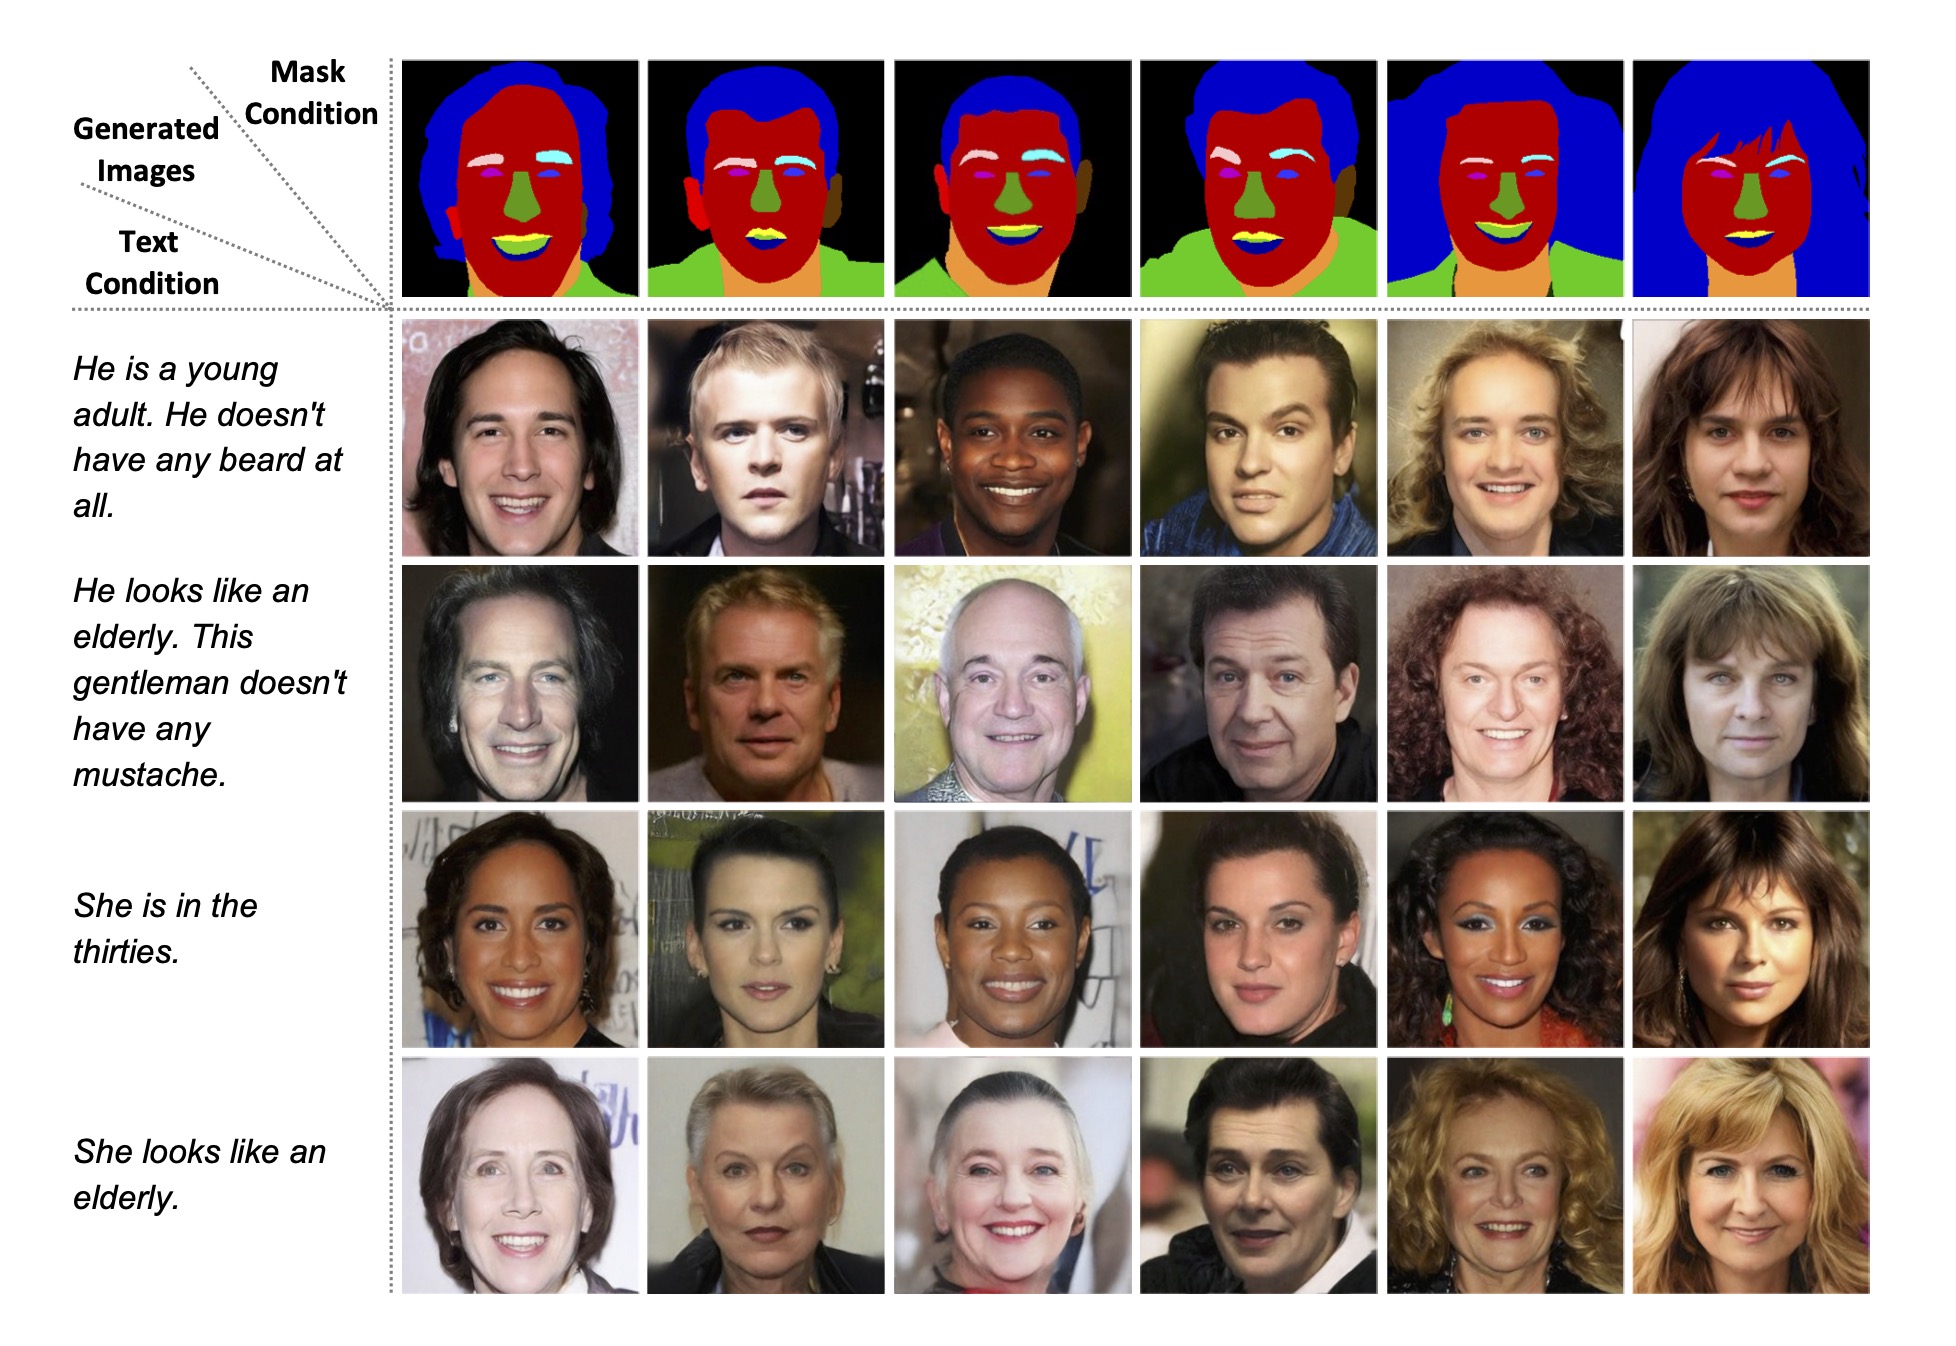 Mask
Condition
Generated
Images
Text
Condition
He is a young
adult. He doesn't
have any beard at
all.
He looks like an
elderly. This
gentleman doesn't
have any
mustache.
She is in the
thirties.
She looks like an
elderly.